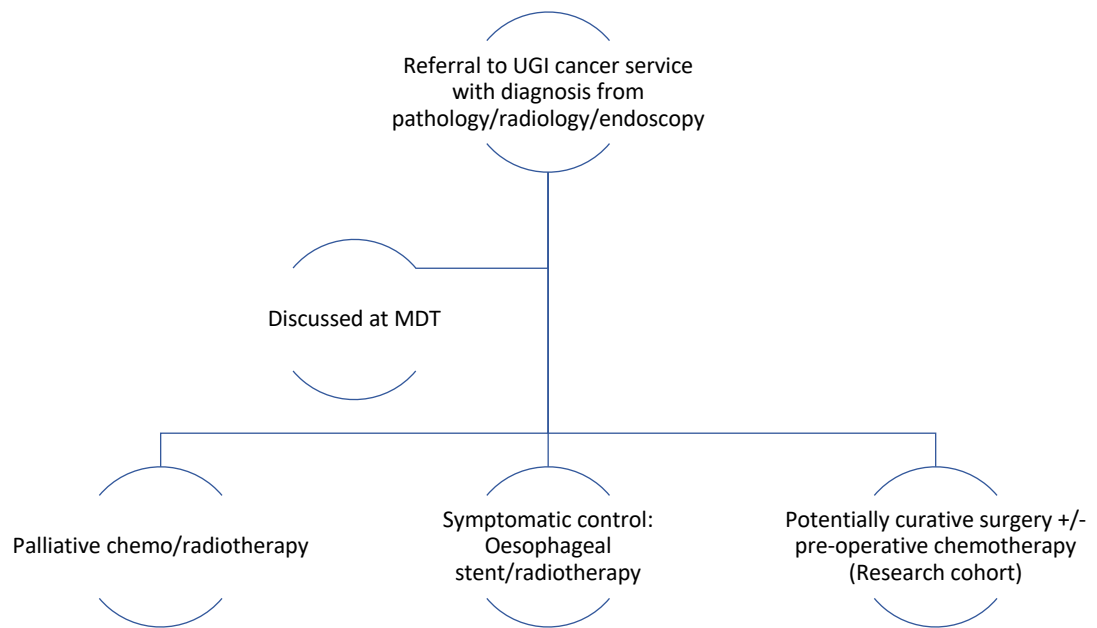 Referral to UGI cancer service
with diagnosis from
pathology/radiology/endoscopy
Discussed at MDT
Palliative chemo/radiotherapy
Symptomatic control:
Oesophageal
stent/radiotherapy
Potentially curative surgery +/-
pre-operative chemotherapy
(Research cohort)